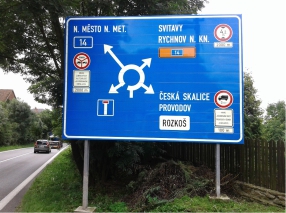 N. MĚSTO N. MET.
14
SVITAVY
RYCHNOV N. KN.
14
ČESKÁ SKALICE
PROVODOV
ROZKOŠ